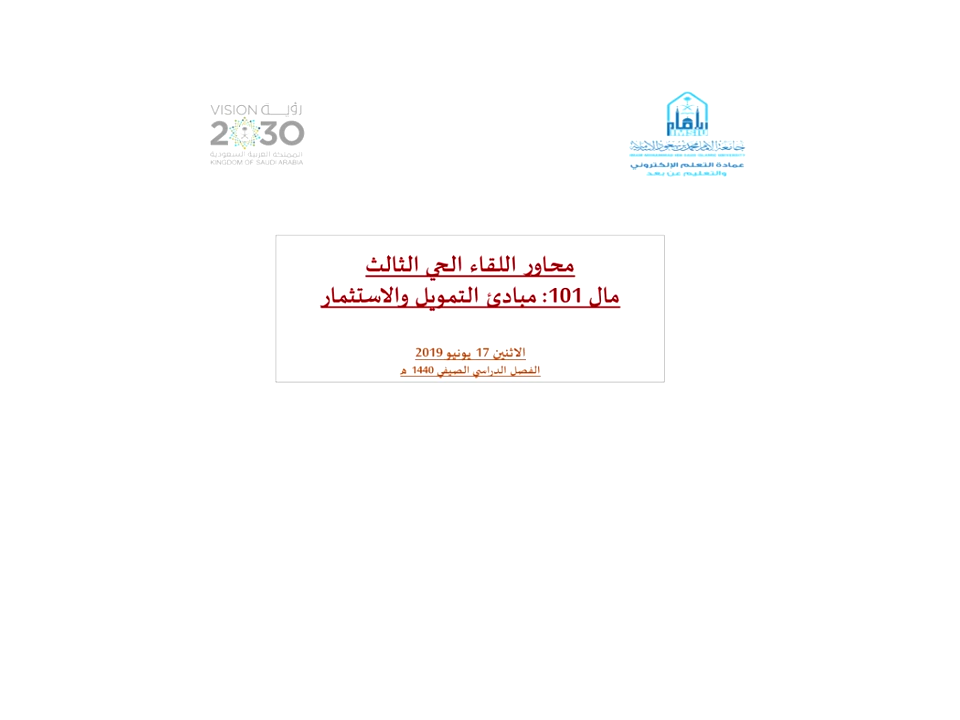 VISION رؤيـــة
2030
المملكة العربية السعودية
KINGDOM OF SAUDI ARABIA
جامعة الإمام محمد بن سعود الإسلامية
عمادة التعلم الإلكتروني
والتعليم عن بعد
محاور اللقاء الحي الثالث
مال 101: مبادئ التمويل والاستثمار
الاثنين 17 يونيو 2019
الفصل الدراسي الصيفي 1440 هـ